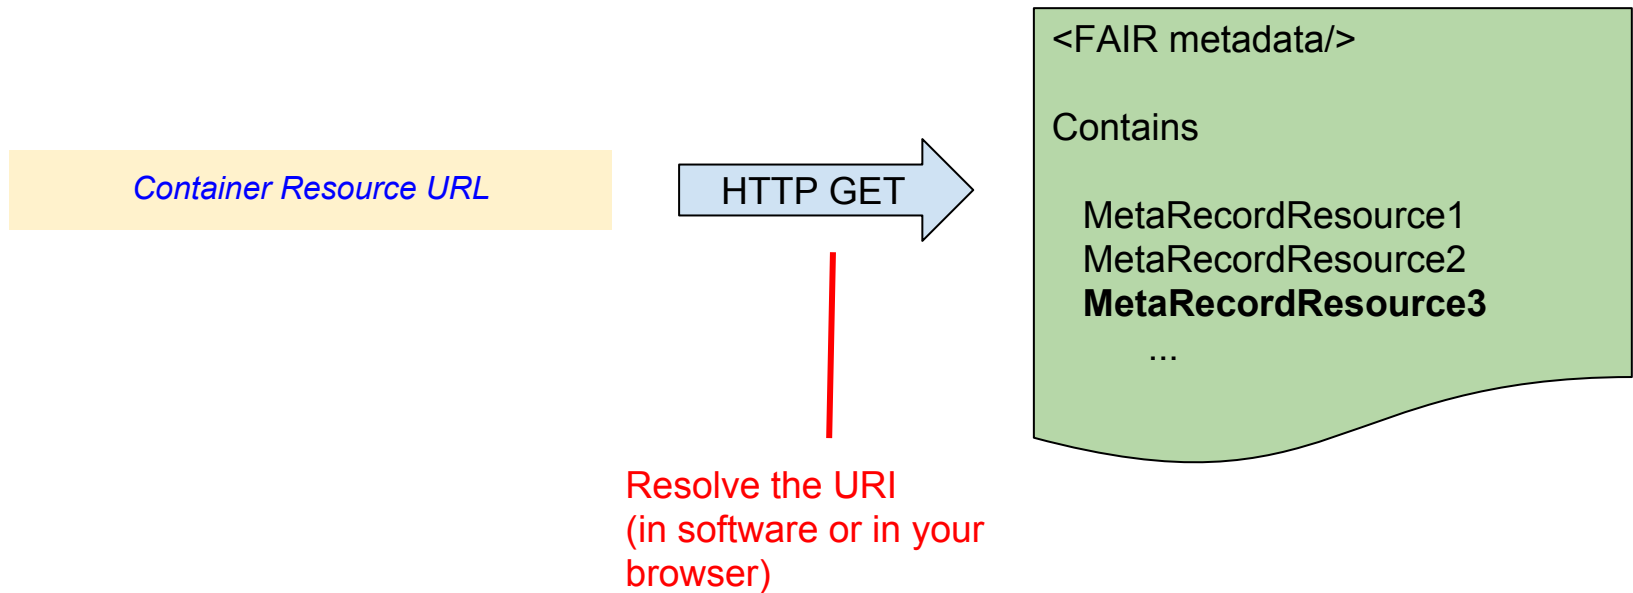 Container Resource URL
HTTP GET
Resolve the URI
(in software or in your
browser)
<FAIR metadata/>
Contains
MetaRecordResource1
MetaRecordResource2
MetaRecordResource3
...